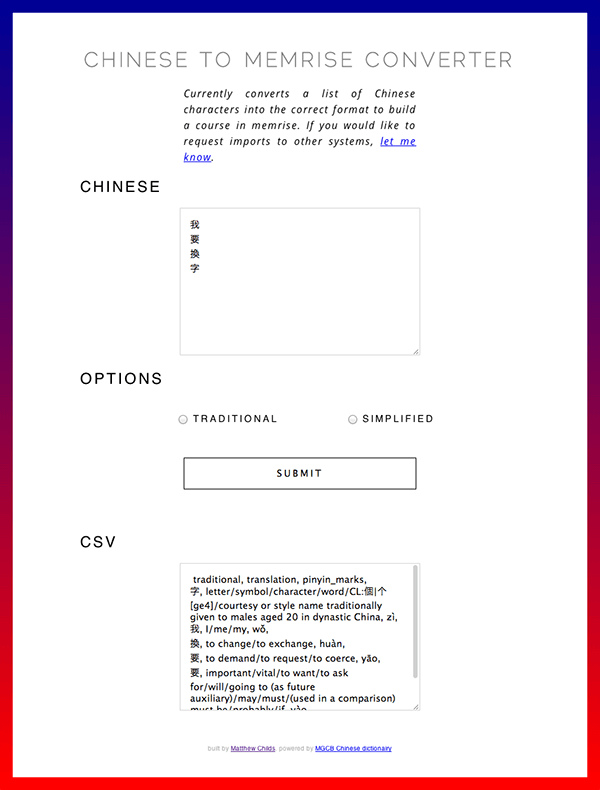 CHINESE TO MEMRISE CONVERTER
Currently converts a list of Chinese
characters into the correct format to build
a course in memrise. If you would like to
request imports to other systems, let me
know.
CHINESE
我
要
換
字
OPTIONS
TRADITIONAL
SIMPLIFIED
SUBMIT
CSV
traditional, translation, pinyin_marks,
字, letter/symbol/character/word/CL:個|个
[ge4]/courtesy or style name traditionally
given to males aged 20 in dynastic China, zì,
我, I/me/my, wǒ,
換, to change/to exchange, huàn,
要, to demand/to request/to coerce, yāo,
要, important/vital/to want/to ask
for/will/going to (as future
auxiliary)/may/must/(used in a comparison)
must be/probably/if, yào,
built by Matthew Childs, powered by MGCB Chinese dictionary